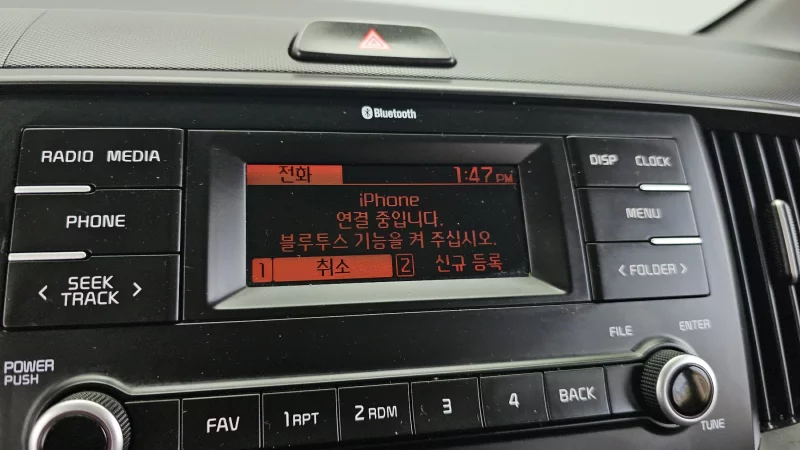 Bluetooth
RADIO MEDIA
전화 1:47 PM
DISP CLOCK
PHONE
iPhone
연결 중입니다.
블루투스 기능을 켜 주십시오.
1 취소 2 신규 등록
MENU
< SEEK TRACK >
< FOLDER >
FILE
ENTER
POWER
PUSH
FAV
1 RPT
2 RDM
3
4
BACK
TUNE